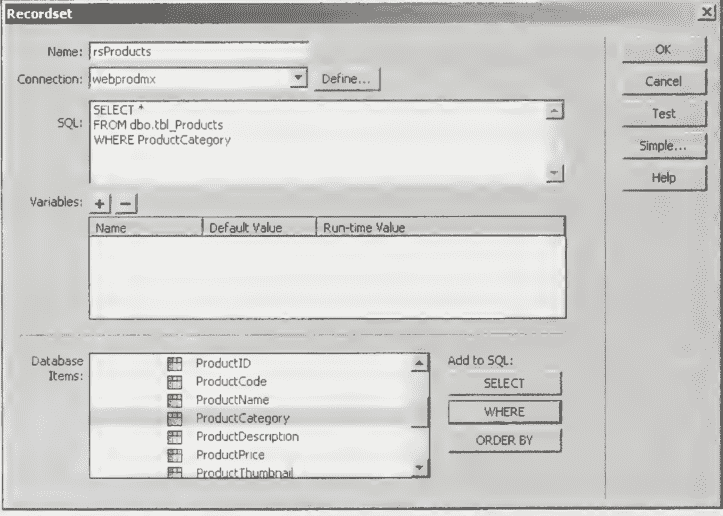 Recordset
Name: rsProducts
Connection: webprodmx Define...
SQL: SELECT *
FROM dbo.tbl_Products
WHERE ProductCategory
Variables: + −
Name Default Value Run-time Value
Database Items:
ProductID
ProductCode
ProductName
ProductCategory
ProductDescription
ProductPrice
ProductThumbnail
Add to SQL:
SELECT
WHERE
ORDER BY
OK
Cancel
Test
Simple...
Help